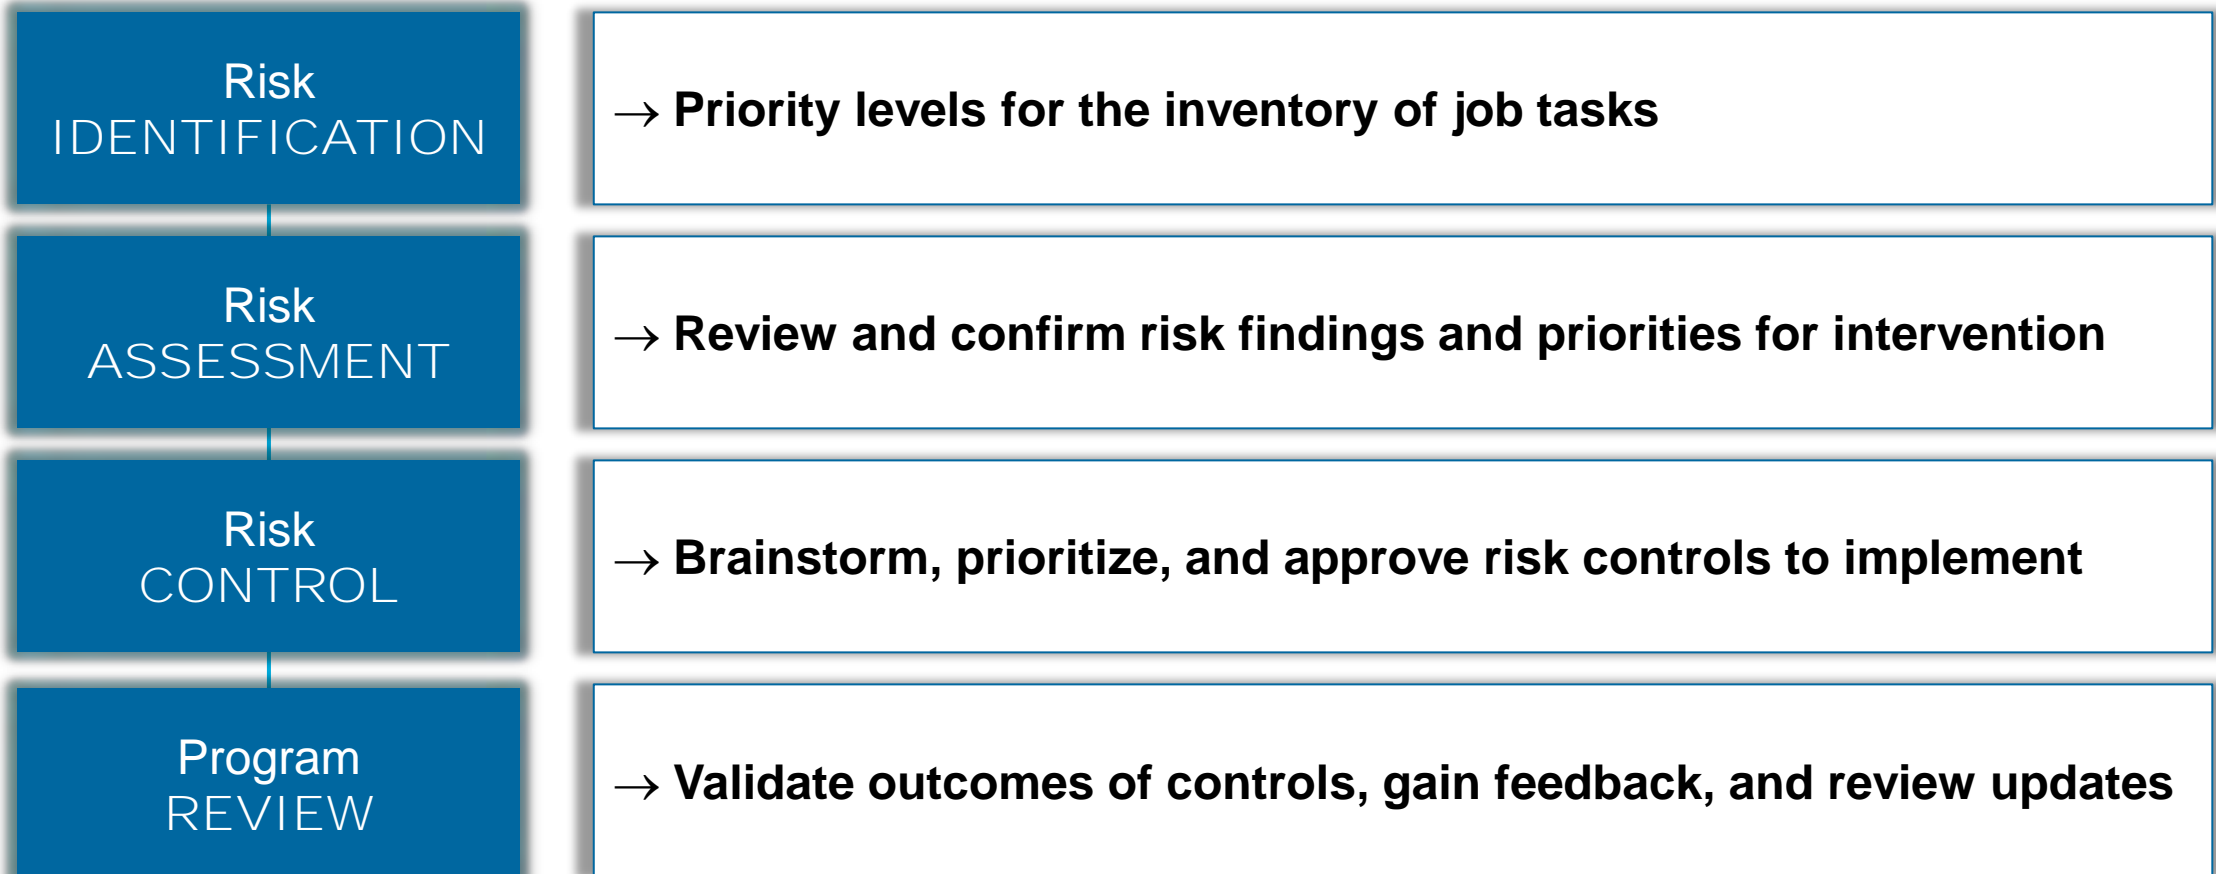 Risk
IDENTIFICATION
→ Priority levels for the inventory of job tasks
Risk
ASSESSMENT
→ Review and confirm risk findings and priorities for intervention
Risk
CONTROL
→ Brainstorm, prioritize, and approve risk controls to implement
Program
REVIEW
→ Validate outcomes of controls, gain feedback, and review updates